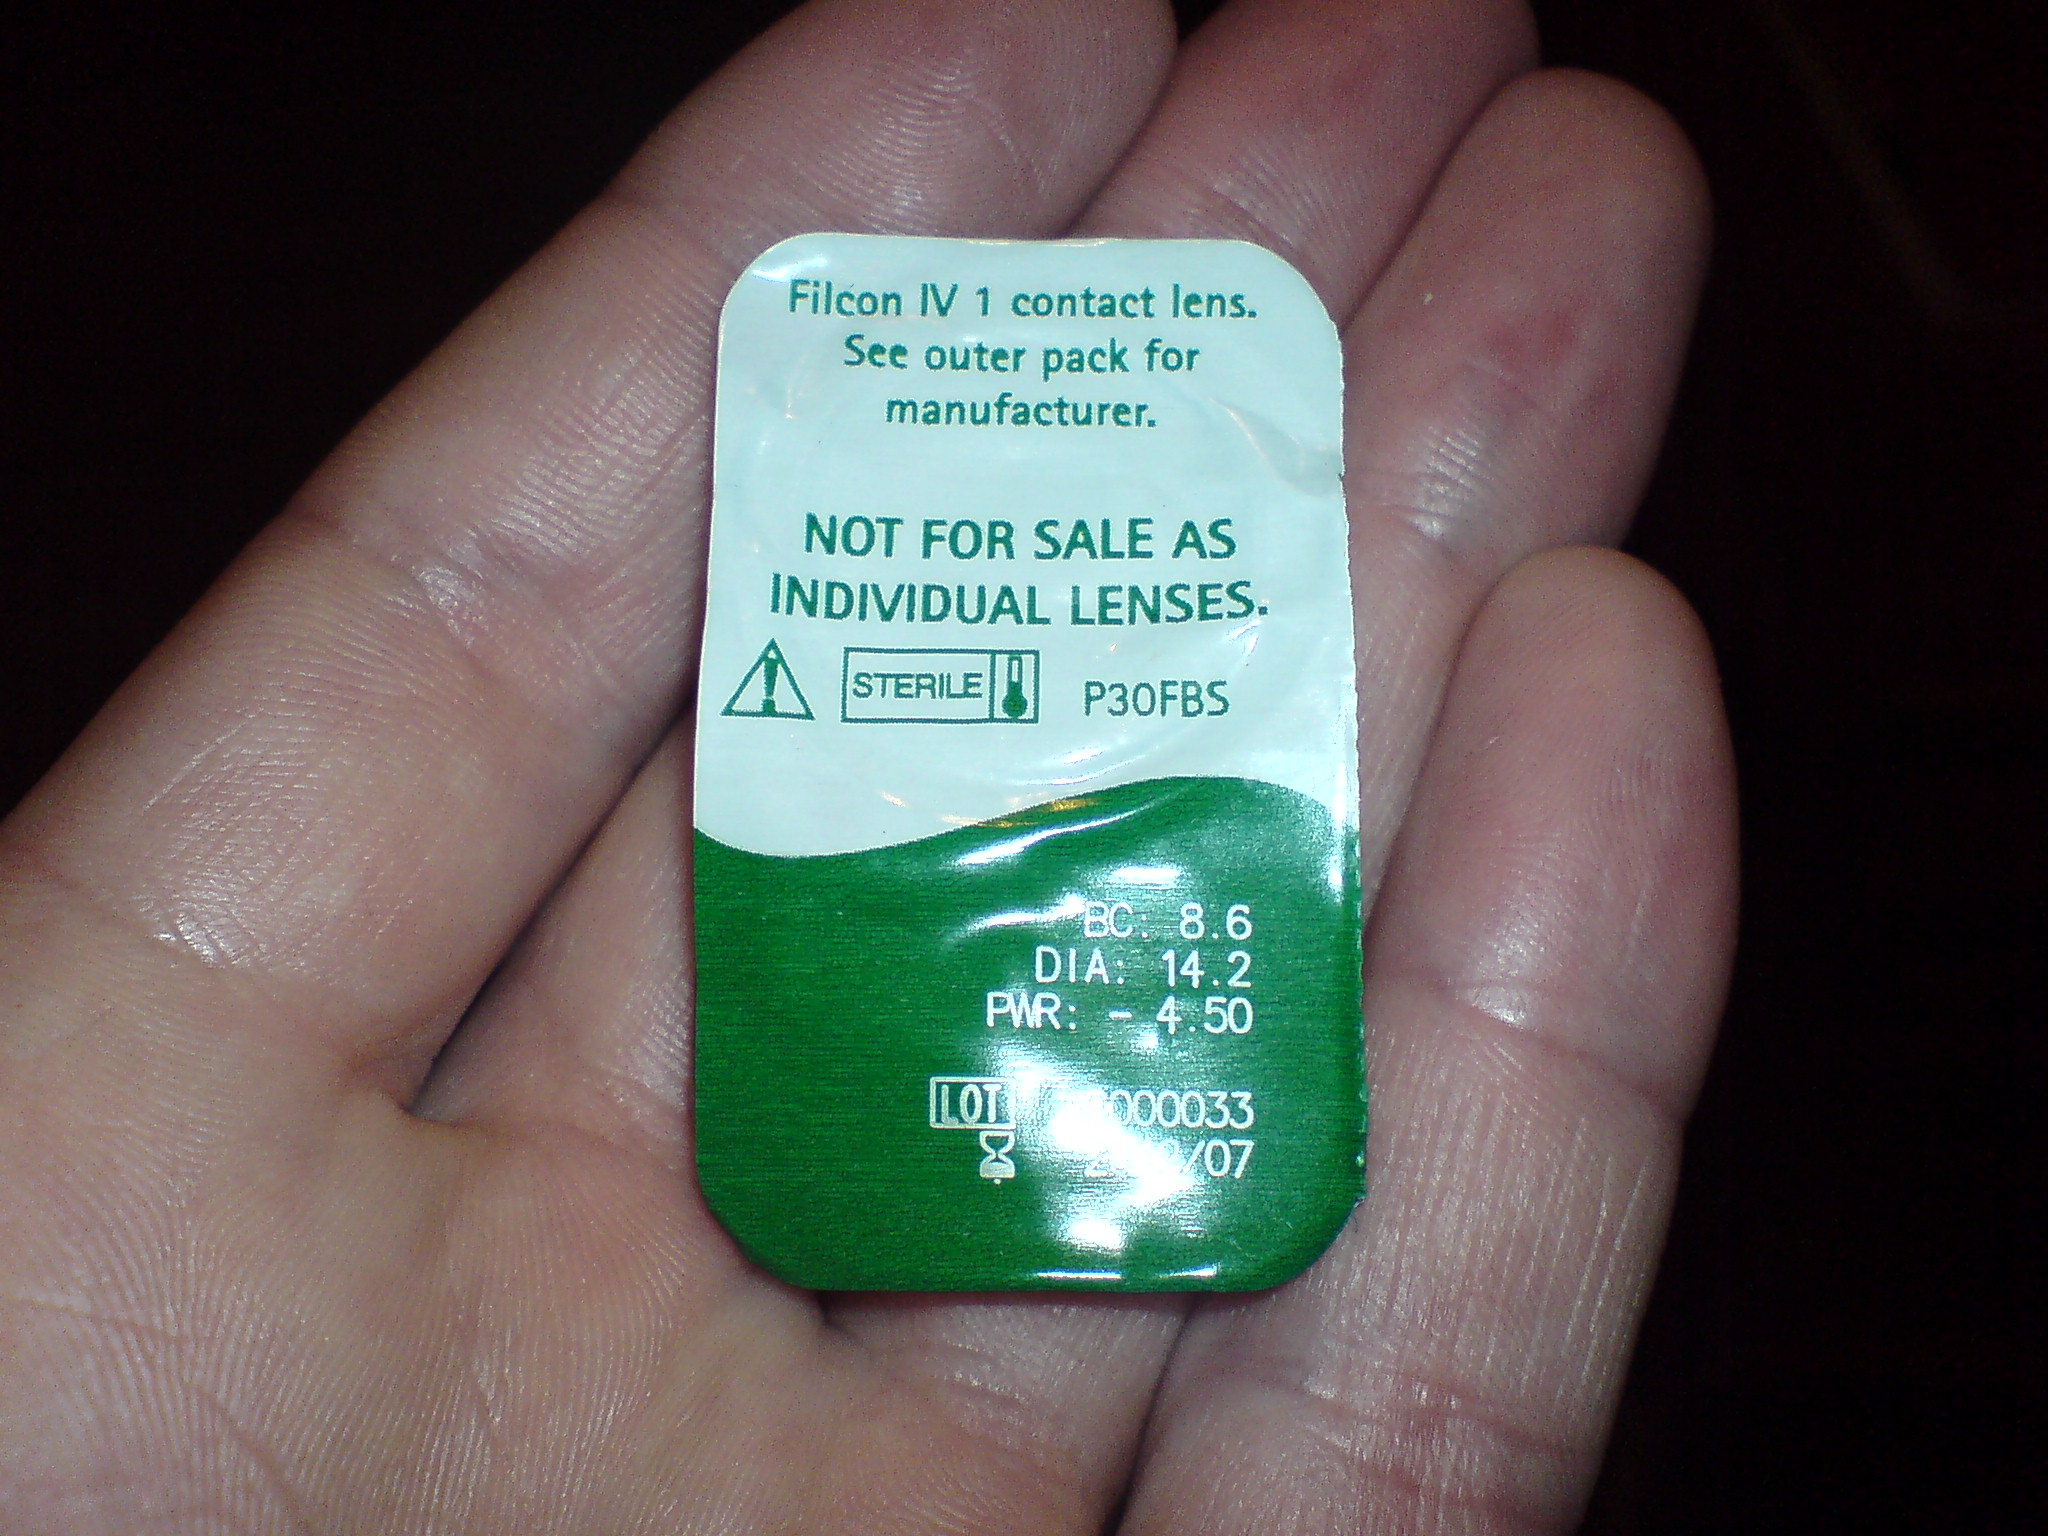 Filcon IV 1 contact lens.
See outer pack for
manufacturer.
NOT FOR SALE AS
INDIVIDUAL LENSES.
STERILE P30FBS
BC: 8.6
DIA: 14.2
PWR: - 4.50
LOT